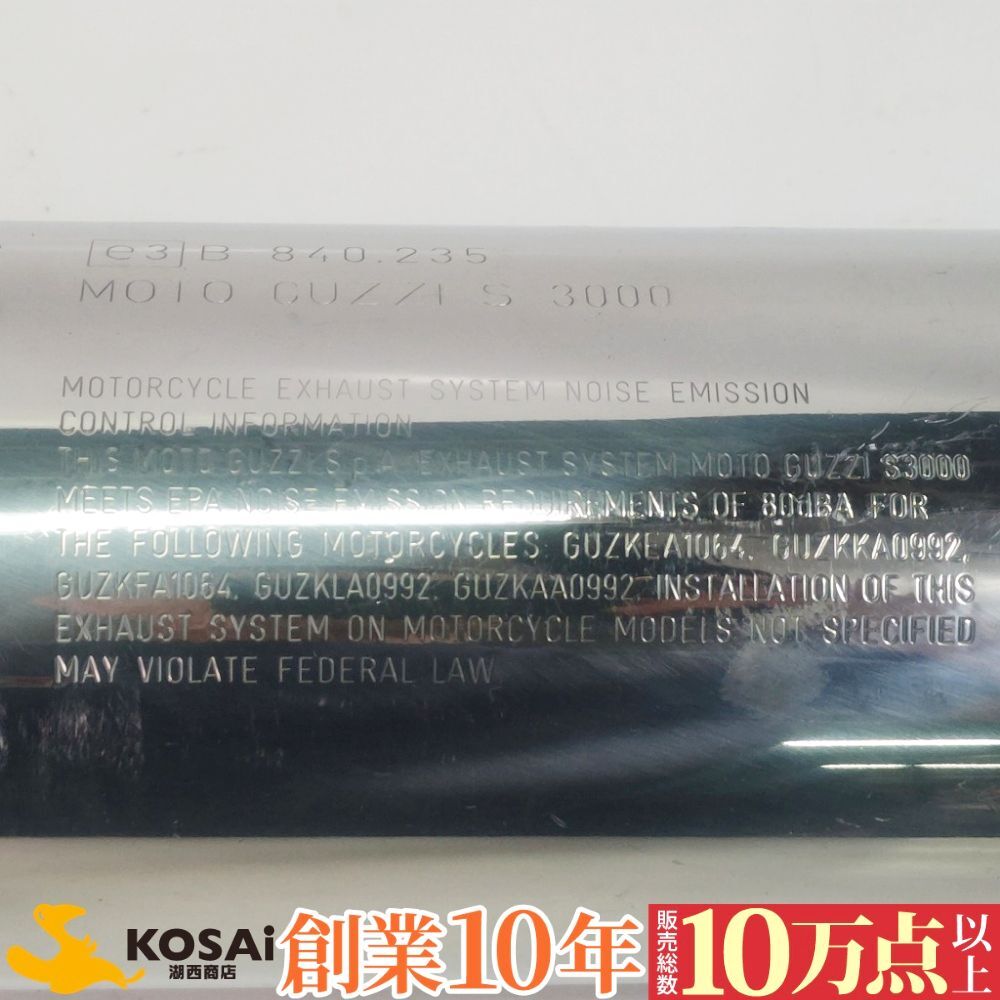 e3 B 840.235
MOTO GUZZI S 3000
MOTORCYCLE EXHAUST SYSTEM NOISE EMISSION
CONTROL INFORMATION
THIS MOTO GUZZI S.p.A. EXHAUST SYSTEM MOTO GUZZI S3000
MEETS EPA NOISE EMISSION REQUIREMENTS OF 80dBA FOR
THE FOLLOWING MOTORCYCLES: GUZKEA1064, GUZKKA0992,
GUZKFA1064, GUZKLA0992, GUZKAA0992, INSTALLATION OF THIS
EXHAUST SYSTEM ON MOTORCYCLE MODELS NOT SPECIFIED
MAY VIOLATE FEDERAL LAW
KOSAi
湖西商店
創業10年
販売総数
10万点以上